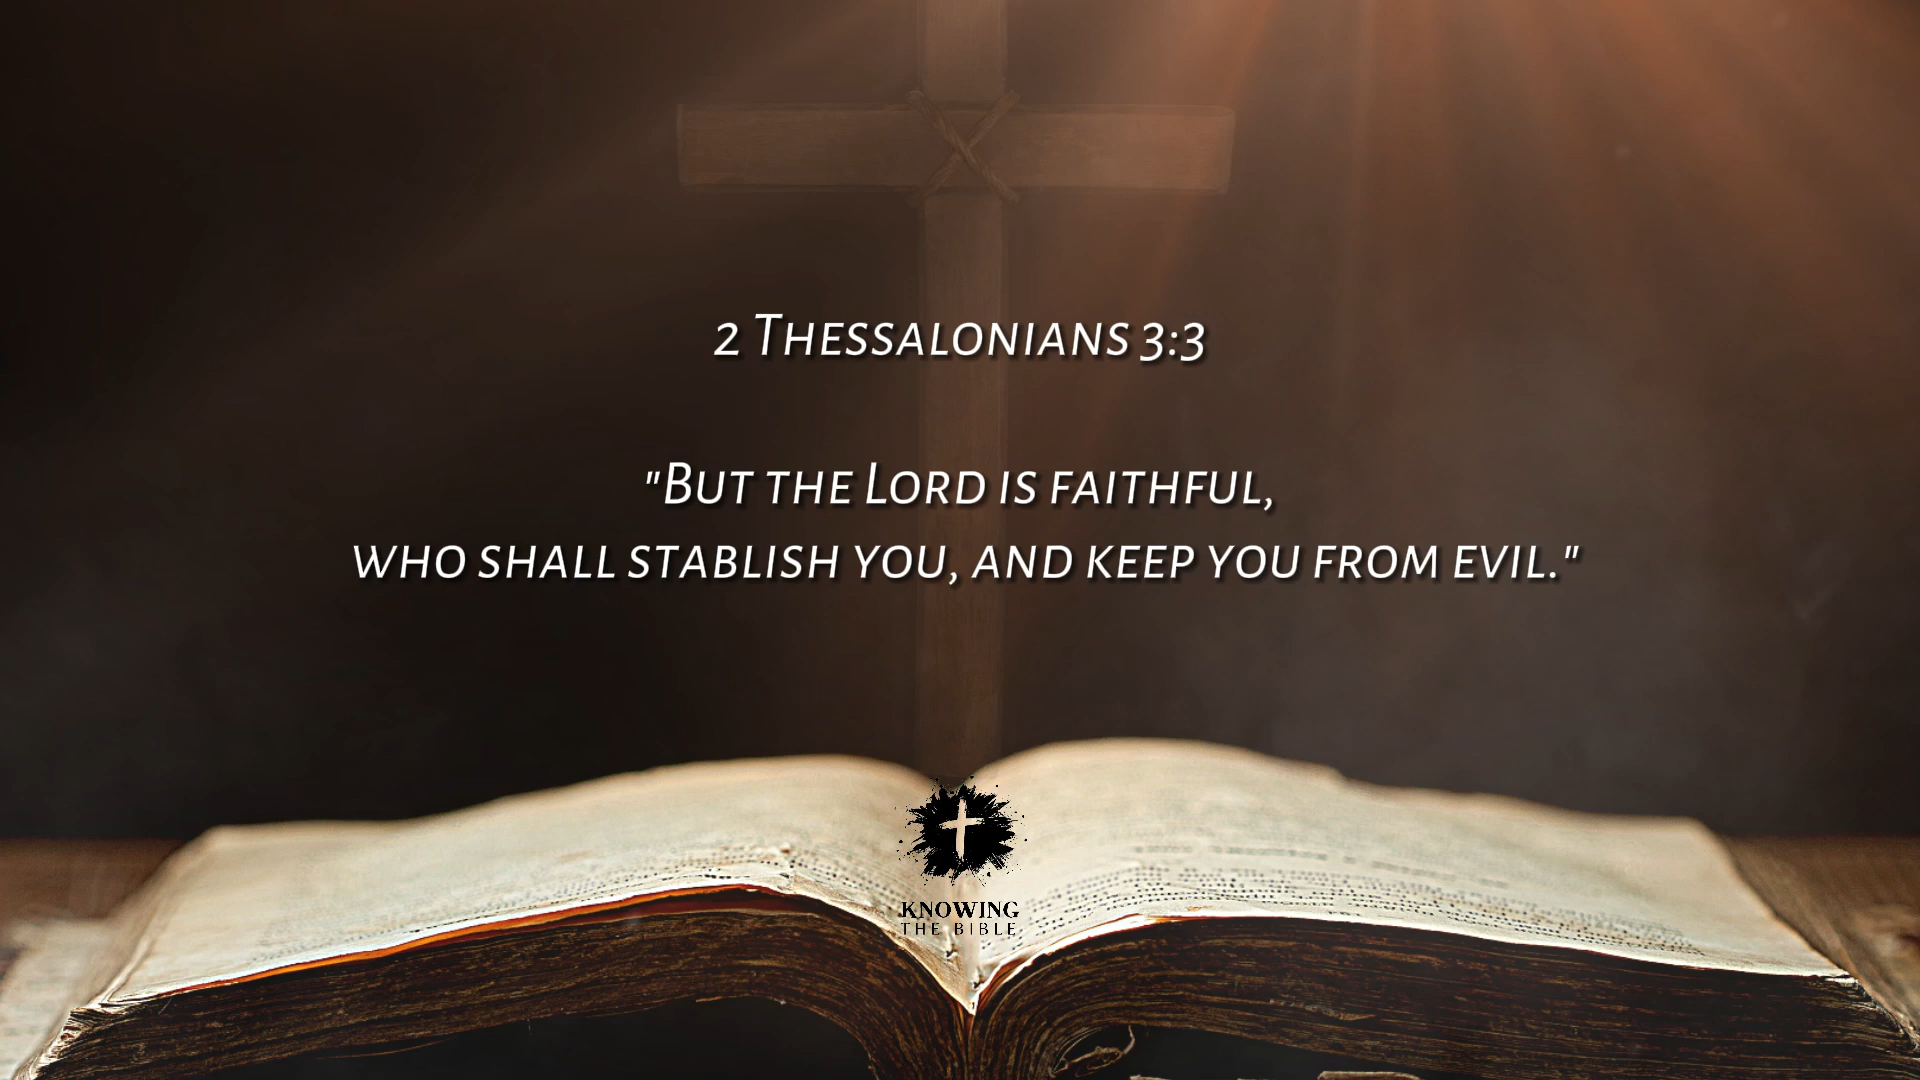 2 Thessalonians 3:3
"But the Lord is faithful,
who shall stablish you, and keep you from evil."
KNOWING
THE BIBLE